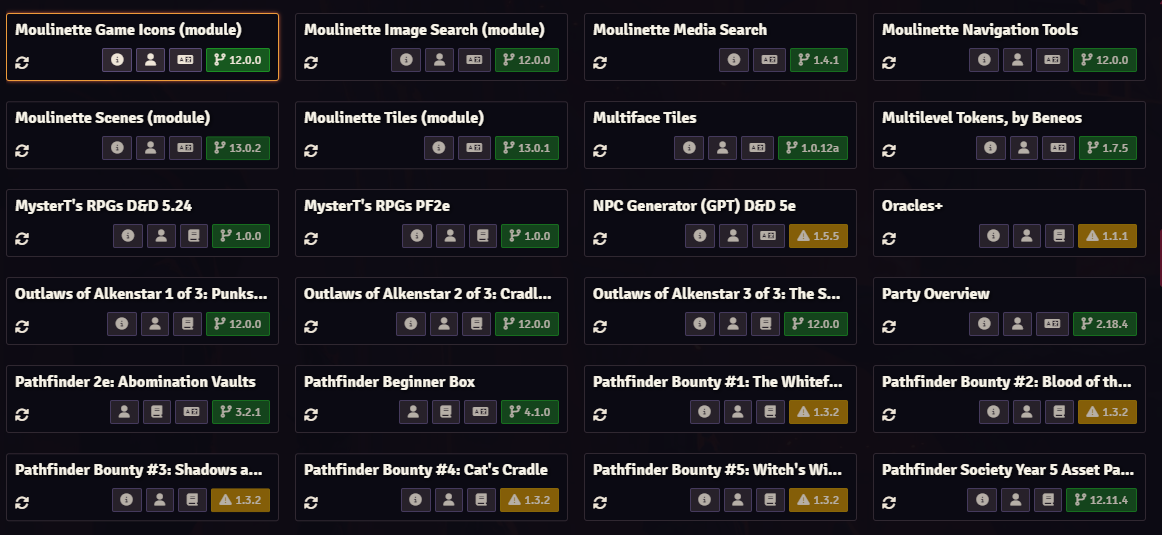 Moulinette Game Icons (module)
12.0.0
Moulinette Image Search (module)
12.0.0
Moulinette Media Search
1.4.1
Moulinette Navigation Tools
12.0.0
Moulinette Scenes (module)
13.0.2
Moulinette Tiles (module)
13.0.1
Multiface Tiles
1.0.12a
Multilevel Tokens, by Beneos
1.7.5
MysterT's RPGs D&D 5.24
1.0.0
MysterT's RPGs PF2e
1.0.0
NPC Generator (GPT) D&D 5e
1.5.5
Oracles+
1.1.1
Outlaws of Alkenstar 1 of 3: Punks...
12.0.0
Outlaws of Alkenstar 2 of 3: Cradl...
12.0.0
Outlaws of Alkenstar 3 of 3: The S...
12.0.0
Party Overview
2.18.4
Pathfinder 2e: Abomination Vaults
3.2.1
Pathfinder Beginner Box
4.1.0
Pathfinder Bounty #1: The Whitef...
1.3.2
Pathfinder Bounty #2: Blood of th...
1.3.2
Pathfinder Bounty #3: Shadows a...
1.3.2
Pathfinder Bounty #4: Cat's Cradle
1.3.2
Pathfinder Bounty #5: Witch's Wi...
1.3.2
Pathfinder Society Year 5 Asset Pa...
12.11.4